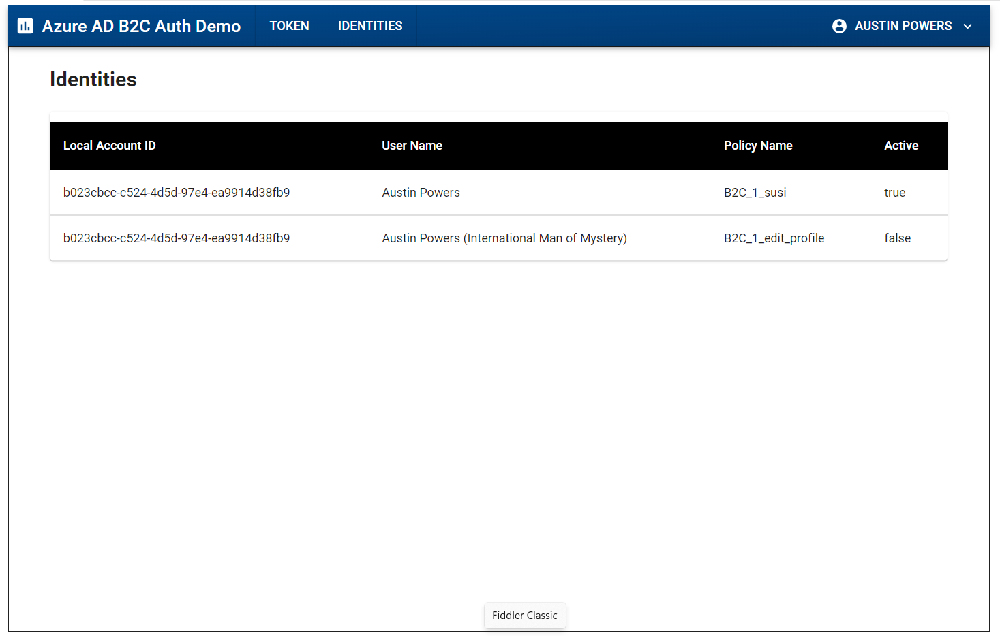 Azure AD B2C Auth Demo TOKEN IDENTITIES AUSTIN POWERS
Identities
Local Account ID User Name Policy Name Active
b023cbcc-c524-4d5d-97e4-ea9914d38fb9 Austin Powers B2C_1_susi true
b023cbcc-c524-4d5d-97e4-ea9914d38fb9 Austin Powers (International Man of Mystery) B2C_1_edit_profile false
Fiddler Classic